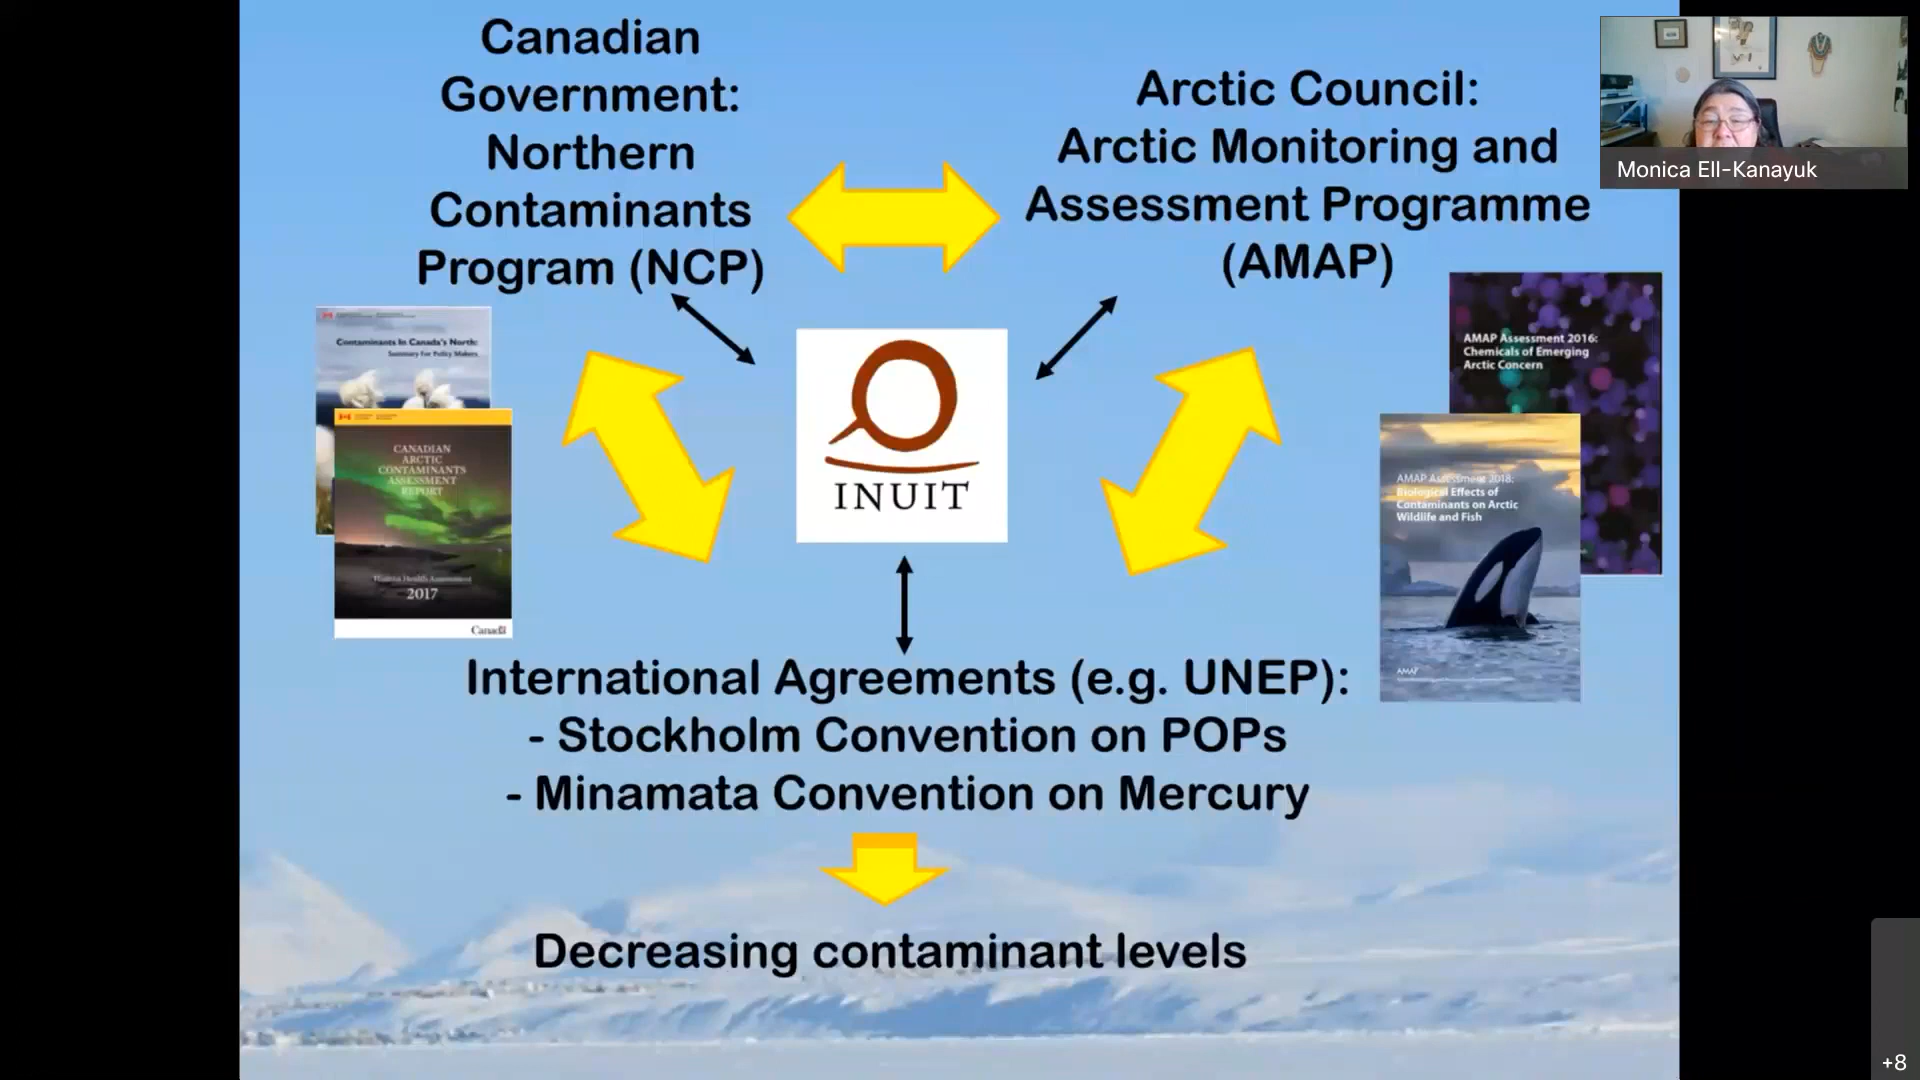 Canadian
Government:
Northern
Contaminants
Program (NCP)
Arctic Council:
Arctic Monitoring and
Assessment Programme
(AMAP)
Monica Ell-Kanayuk
Contaminants In Canada's North:
Summary For Policy Makers
CANADIAN
ARCTIC
CONTAMINANTS
ASSESSMENT
REPORT
Human Health Assessment
2017
Canada
INUIT
AMAP Assessment 2016:
Chemicals of Emerging
Arctic Concern
AMAP Assessment 2018:
Biological Effects of
Contaminants on Arctic
Wildlife and Fish
AMAP
International Agreements (e.g. UNEP):
- Stockholm Convention on POPs
- Minamata Convention on Mercury
Decreasing contaminant levels
+8